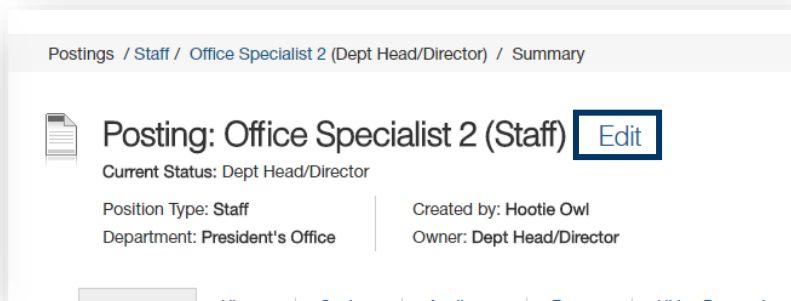 Postings / Staff / Office Specialist 2 (Dept Head/Director) / Summary
Posting: Office Specialist 2 (Staff) Edit
Current Status: Dept Head/Director
Position Type: Staff
Created by: Hootie Owl
Department: President's Office
Owner: Dept Head/Director